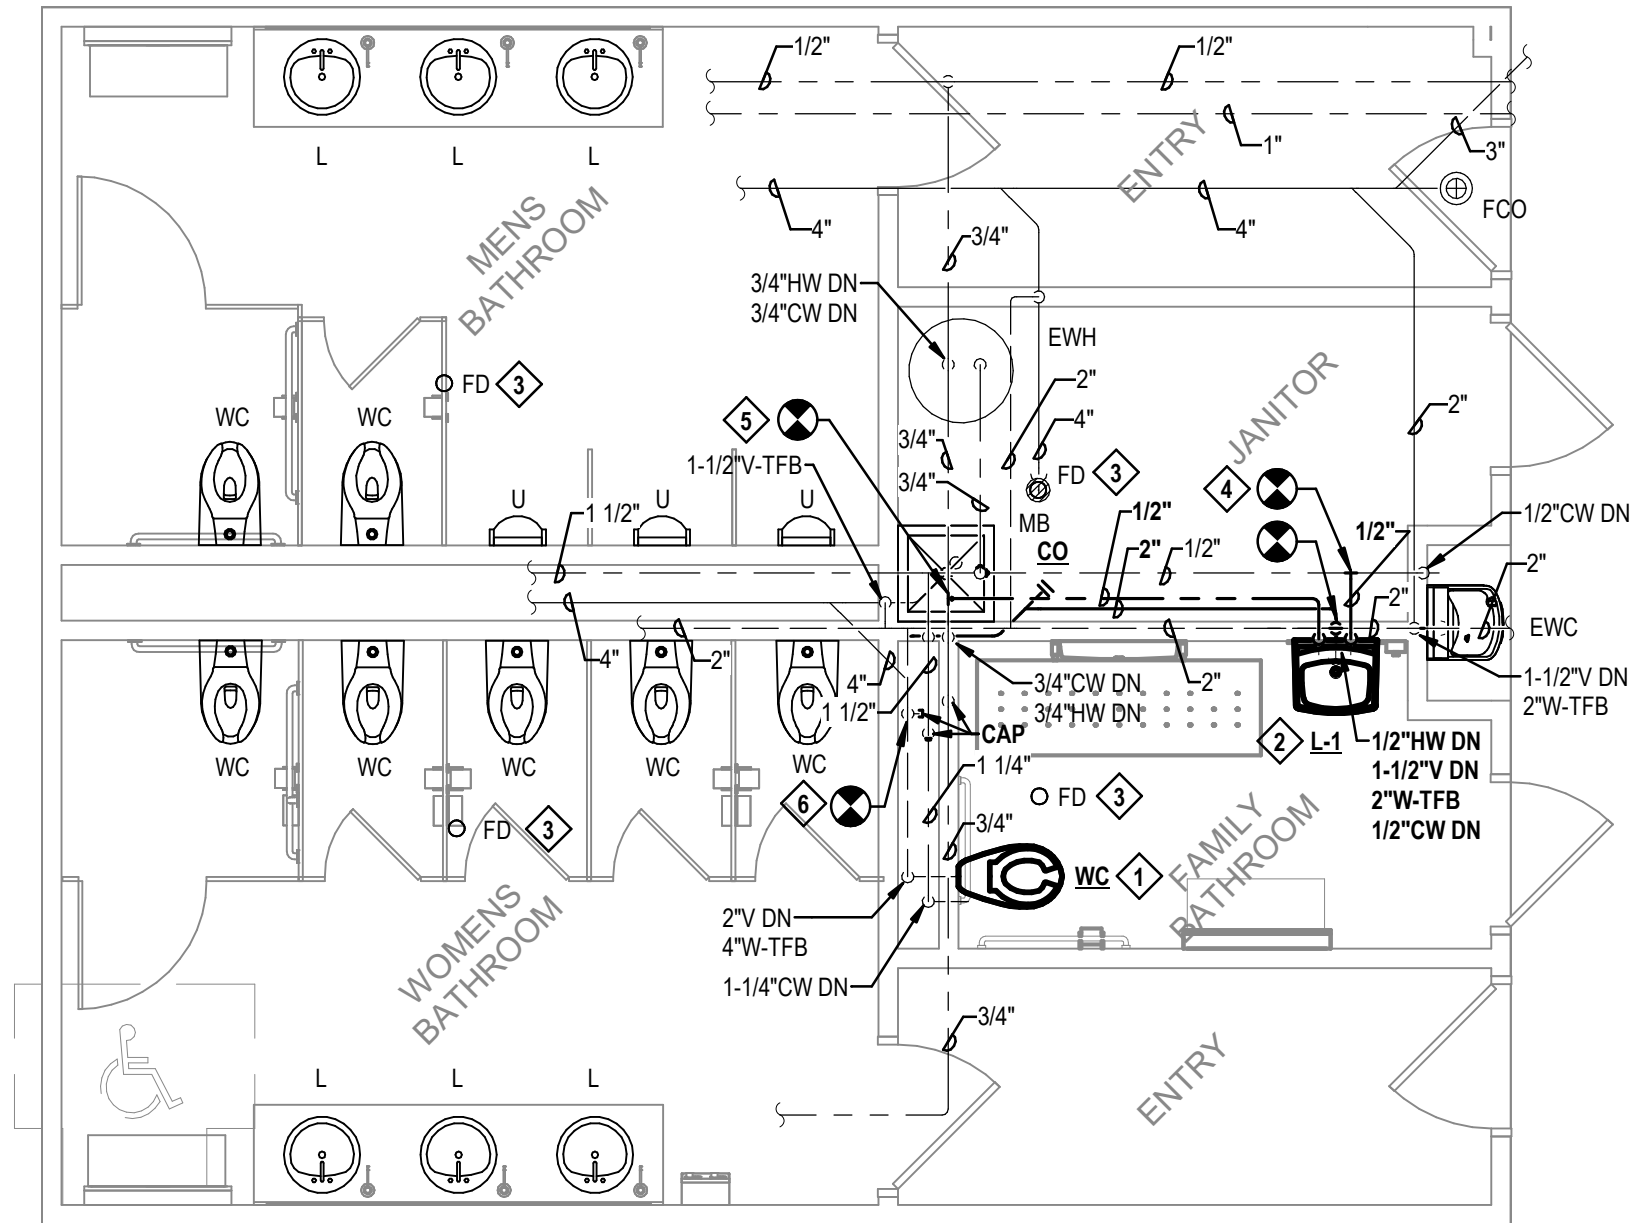 1/2"
1/2"
1"
3"
ENTRY
L
L
L
4"
4"
FCO
MENS
BATHROOM
3/4"
3/4"HW DN
3/4"CW DN
EWH
FD 3
2"
JANITOR
2"
WC
WC
5
4"
3/4"
1-1/2"V-TFB
FD 3
4
3/4"
U
U
U
1 1/2"
MB
1/2"
1/2"
1/2"CW DN
CO
2"
1/2"
2"
2"
EWC
4"
2"
4"
3/4"CW DN
2"
1-1/2"V DN
2"W-TFB
1 1/2"
3/4"HW DN
CAP
2 L-1
1/2"HW DN
1-1/2"V DN
2"W-TFB
1/2"CW DN
WC
WC
WC
WC
WC
1 1/4"
6
FD 3
FD 3
3/4"
FAMILY
BATHROOM
WC 1
WOMENS
BATHROOM
2"V DN
4"W-TFB
1-1/4"CW DN
3/4"
ENTRY
L
L
L